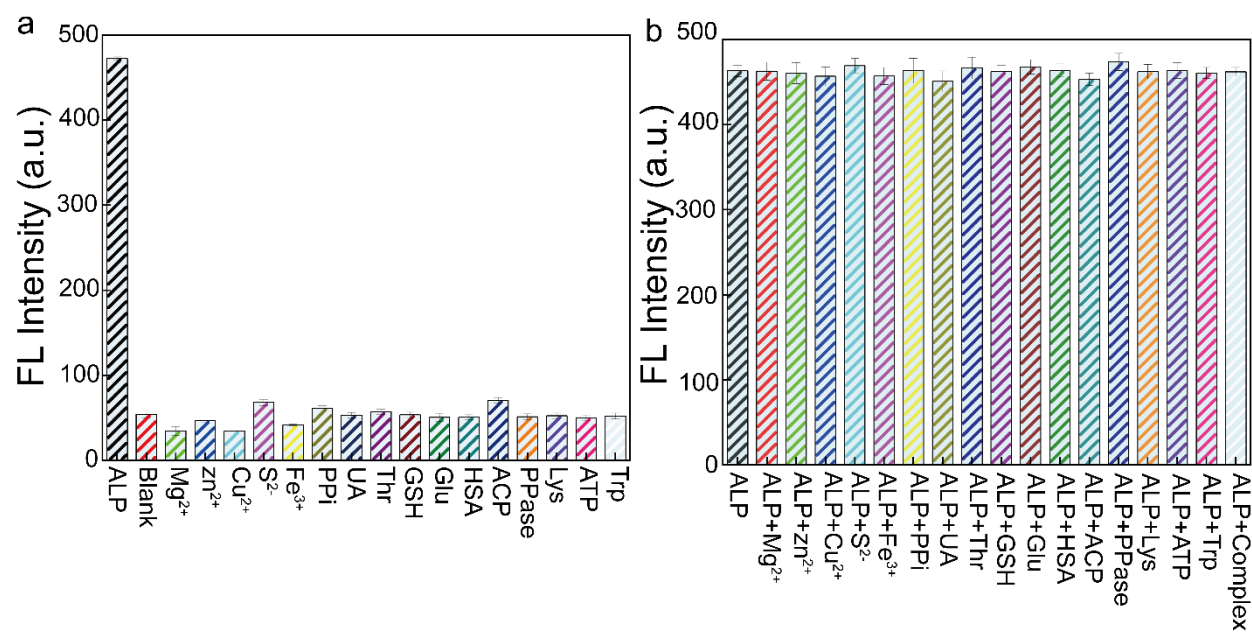 a
FL Intensity (a.u.)
500
400
300
200
100
0
ALP
Blank
Mg²⁺
zn²⁺
Cu²⁺
S²⁻
Fe³⁺
PPi
UA
Thr
GSH
Glu
HSA
ACP
PPase
Lys
ATP
Trp
b
FL Intensity (a.u.)
500
400
300
200
100
0
ALP
ALP+Mg²⁺
ALP+zn²⁺
ALP+Cu²⁺
ALP+S²⁻
ALP+Fe³⁺
ALP+PPi
ALP+UA
ALP+Thr
ALP+GSH
ALP+Glu
ALP+HSA
ALP+ACP
ALP+PPase
ALP+Lys
ALP+ATP
ALP+Trp
ALP+Complex